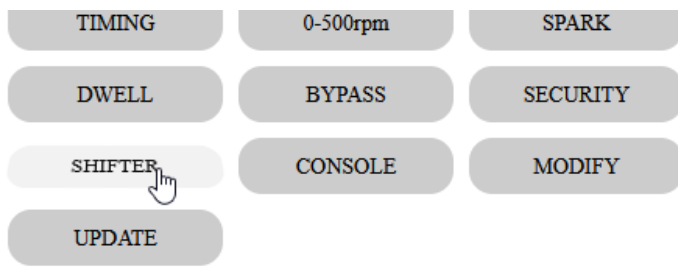 TIMING 0-500rpm SPARK
DWELL BYPASS SECURITY
SHIFTER CONSOLE MODIFY
UPDATE